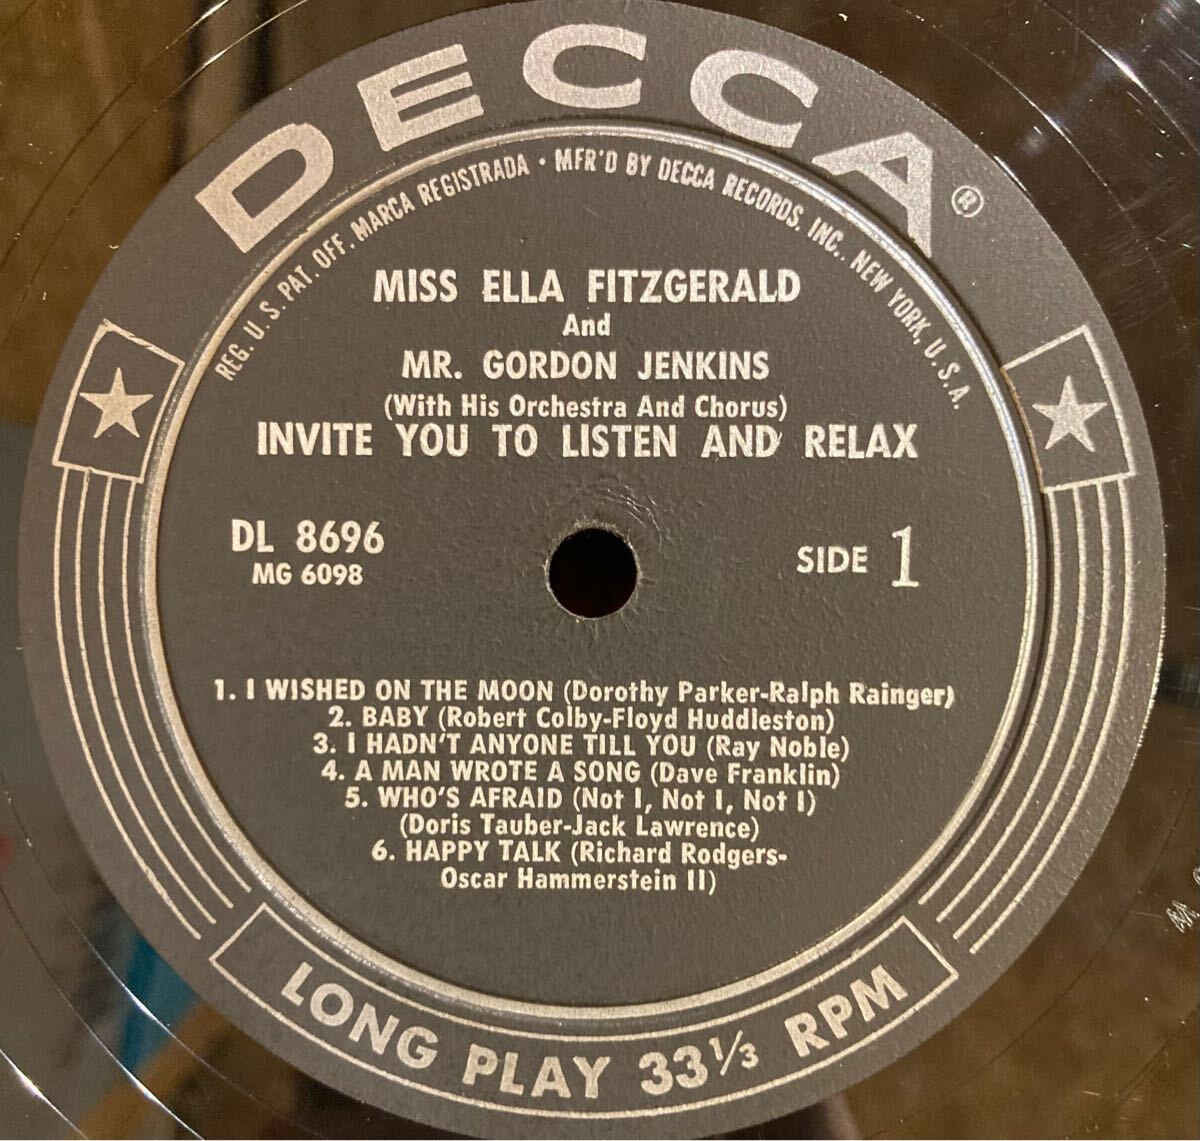 DECCA®
REG. U.S. PAT. OFF. MARCA REGISTRADA • MFR'D BY DECCA RECORDS, INC., NEW YORK, U.S.A.
MISS ELLA FITZGERALD
And
MR. GORDON JENKINS
(With His Orchestra And Chorus)
INVITE YOU TO LISTEN AND RELAX
DL 8696
MG 6098
SIDE 1
1. I WISHED ON THE MOON (Dorothy Parker-Ralph Rainger)
2. BABY (Robert Colby-Floyd Huddleston)
3. I HADN'T ANYONE TILL YOU (Ray Noble)
4. A MAN WROTE A SONG (Dave Franklin)
5. WHO'S AFRAID (Not I, Not I, Not I)
(Doris Tauber-Jack Lawrence)
6. HAPPY TALK (Richard Rodgers-
Oscar Hammerstein II)
LONG PLAY 33⅓ RPM